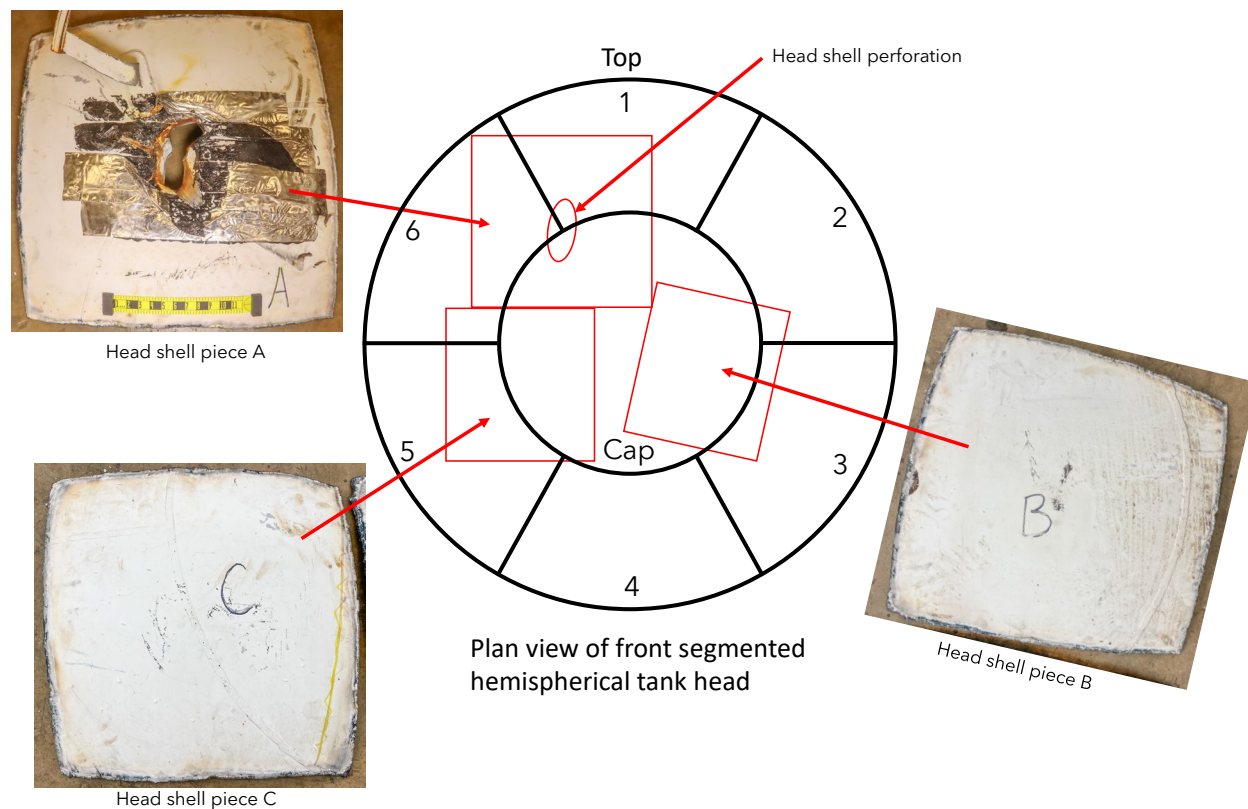 Top
Head shell perforation
1
2
6
A
Head shell piece A
5
Cap
3
B
C
4
Plan view of front segmented
hemispherical tank head
Head shell piece B
Head shell piece C